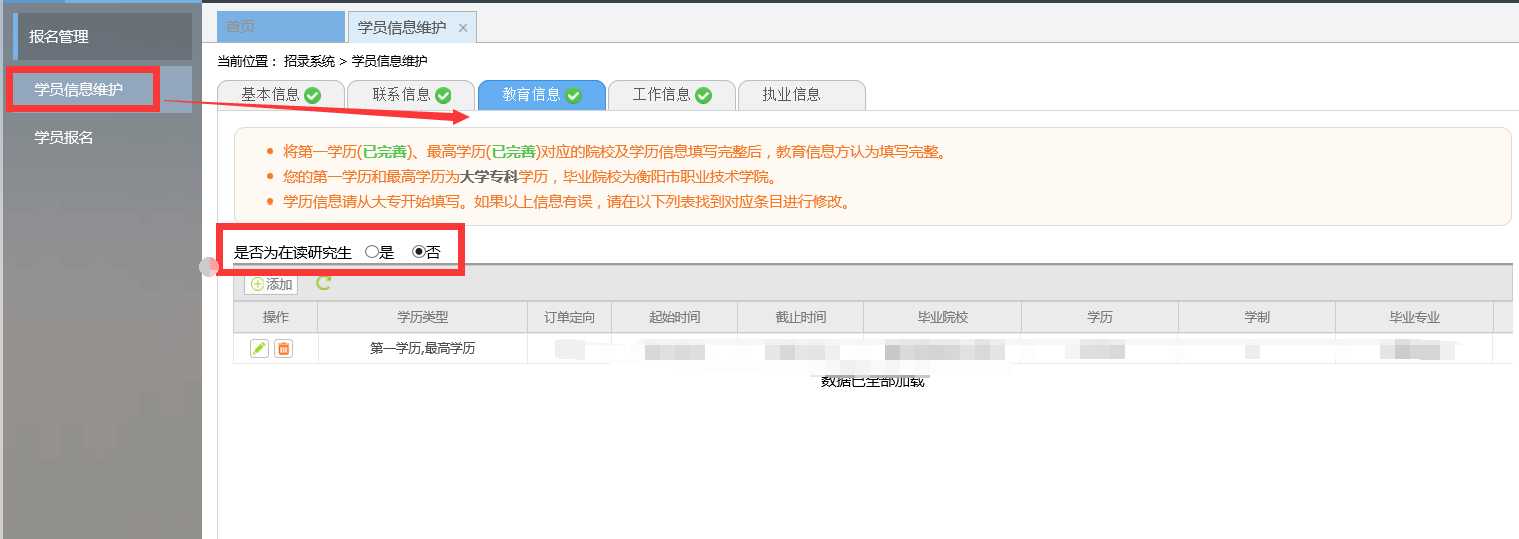 报名管理
学员信息维护
学员报名
首页
学员信息维护 ×
当前位置： 招录系统 > 学员信息维护
基本信息 联系信息 教育信息 工作信息 执业信息
将第一学历(已完善)、最高学历(已完善)对应的院校及学历信息填写完整后，教育信息方认为填写完整。
您的第一学历和最高学历为大学专科学历，毕业院校为衡阳市职业技术学院。
学历信息请从大专开始填写。如果以上信息有误，请在以下列表找到对应条目进行修改。
是否为在读研究生 是 否
添加
操作 学历类型 订单定向 起始时间 截止时间 毕业院校 学历 学制 毕业专业
第一学历,最高学历
数据已全部加载